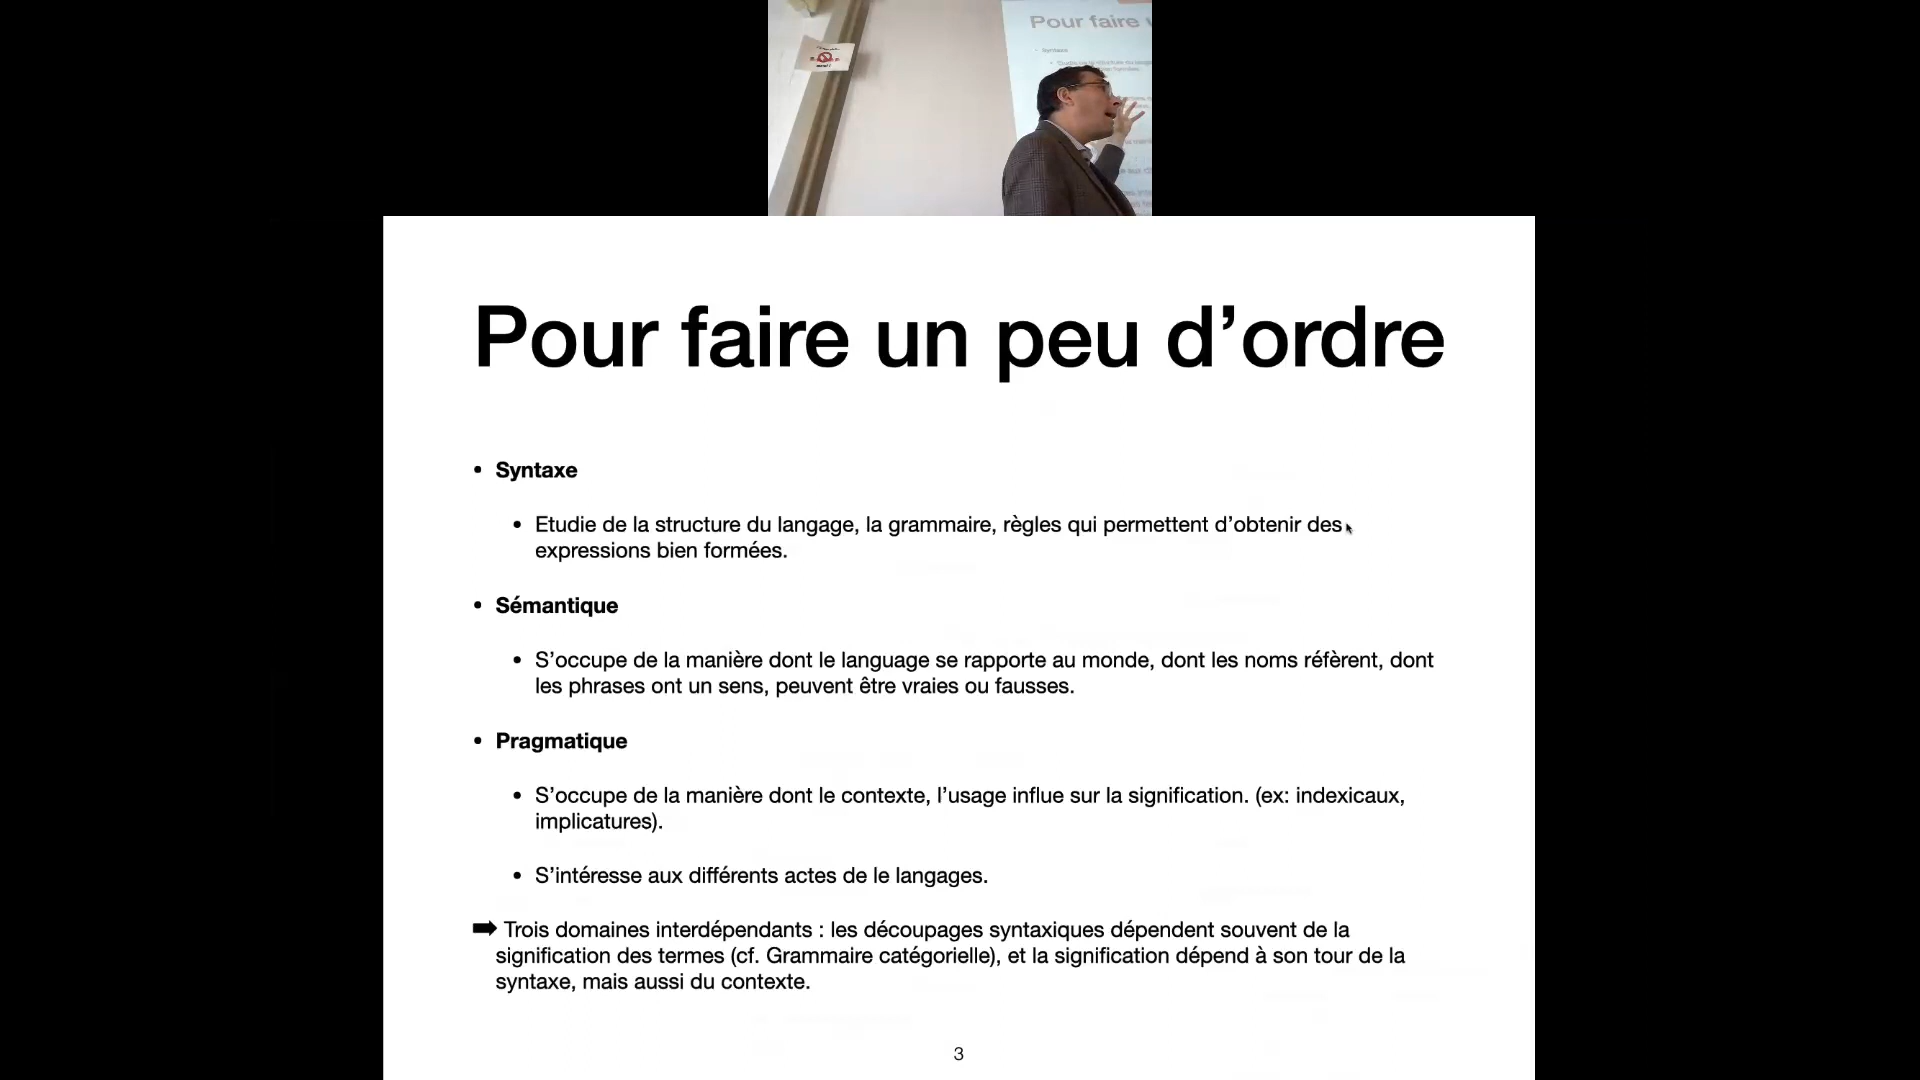 Pour faire
Syntaxe
Pour faire un peu d’ordre
• Syntaxe
• Etudie de la structure du langage, la grammaire, règles qui permettent d’obtenir des
expressions bien formées.
• Sémantique
• S’occupe de la manière dont le language se rapporte au monde, dont les noms réfèrent, dont
les phrases ont un sens, peuvent être vraies ou fausses.
• Pragmatique
• S’occupe de la manière dont le contexte, l’usage influe sur la signification. (ex: indexicaux,
implicatures).
• S’intéresse aux différents actes de le langages.
➡ Trois domaines interdépendants : les découpages syntaxiques dépendent souvent de la
signification des termes (cf. Grammaire catégorielle), et la signification dépend à son tour de la
syntaxe, mais aussi du contexte.
3